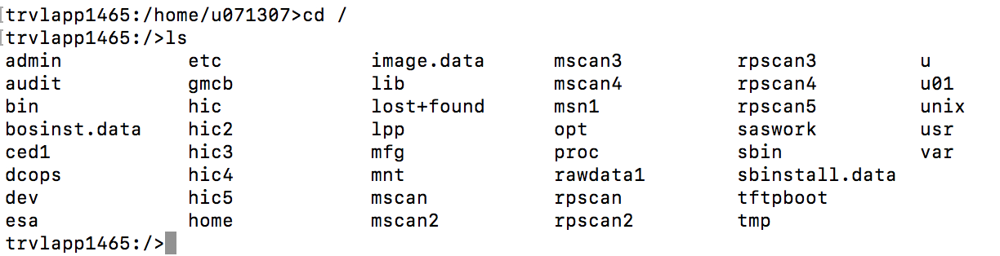 [trvlapp1465:/home/u071307>cd /
[trvlapp1465:/>ls
admin etc image.data mscan3 rpscan3 u
audit gmcb lib mscan4 rpscan4 u01
bin hic lost+found msn1 rpscan5 unix
bosinst.data hic2 lpp opt saswork usr
ced1 hic3 mfg proc sbin var
dcops hic4 mnt rawdata1 sbinstall.data
dev hic5 mscan rpscan tftpboot
esa home mscan2 rpscan2 tmp
trvlapp1465:/>